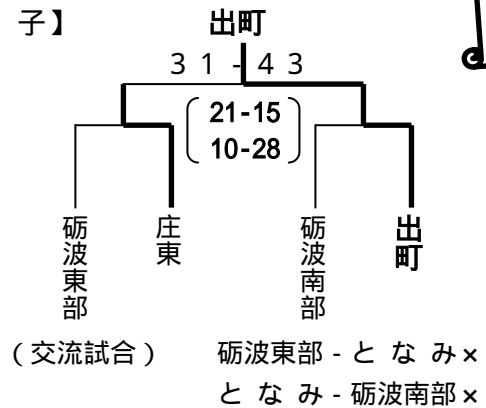 子】
出町
31-43
21-15
10-28
砺波東部
庄東
砺波南部
出町
(交流試合) 砺波東部 - と な み×
と な み - 砺波南部×